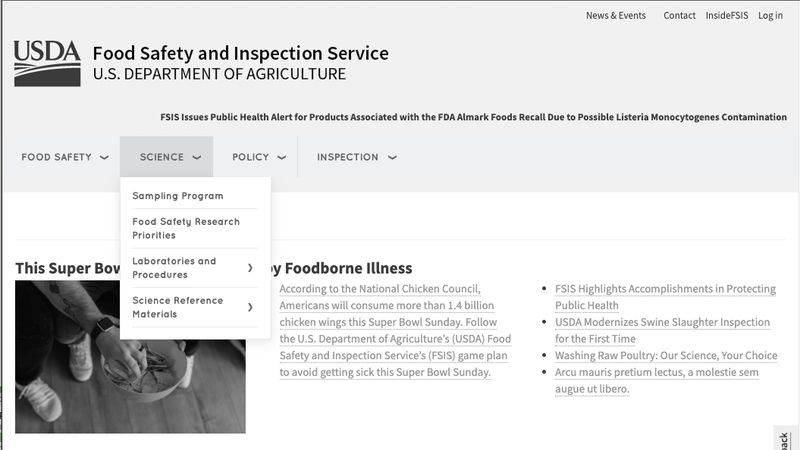 News & Events Contact InsideFSIS Log in
USDA
Food Safety and Inspection Service
U.S. DEPARTMENT OF AGRICULTURE
FSIS Issues Public Health Alert for Products Associated with the FDA Almark Foods Recall Due to Possible Listeria Monocytogenes Contamination
FOOD SAFETY SCIENCE POLICY INSPECTION
Sampling Program
Food Safety Research
Priorities
Laboratories and
Procedures
Science Reference
Materials
This Super Bow by Foodborne Illness
According to the National Chicken Council,
Americans will consume more than 1.4 billion
chicken wings this Super Bowl Sunday. Follow
the U.S. Department of Agriculture's (USDA) Food
Safety and Inspection Service's (FSIS) game plan
to avoid getting sick this Super Bowl Sunday.
FSIS Highlights Accomplishments in Protecting
Public Health
USDA Modernizes Swine Slaughter Inspection
for the First Time
Washing Raw Poultry: Our Science, Your Choice
Arcu mauris pretium lectus, a molestie sem
augue ut libero.